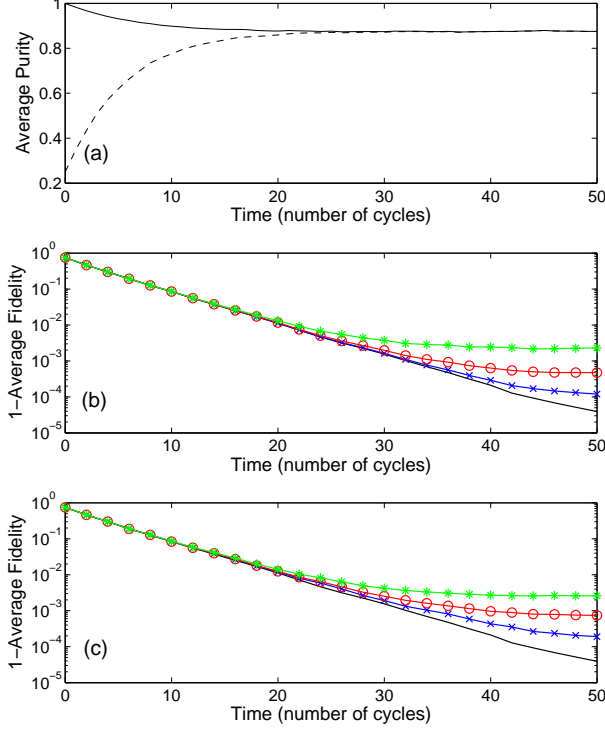 1
0.8
0.6
0.4
0.2
Average Purity
(a)
0 10 20 30 40 50
Time (number of cycles)
10^0
10^-1
10^-2
10^-3
10^-4
10^-5
1−Average Fidelity
(b)
0 10 20 30 40 50
Time (number of cycles)
10^0
10^-1
10^-2
10^-3
10^-4
10^-5
1−Average Fidelity
(c)
0 10 20 30 40 50
Time (number of cycles)